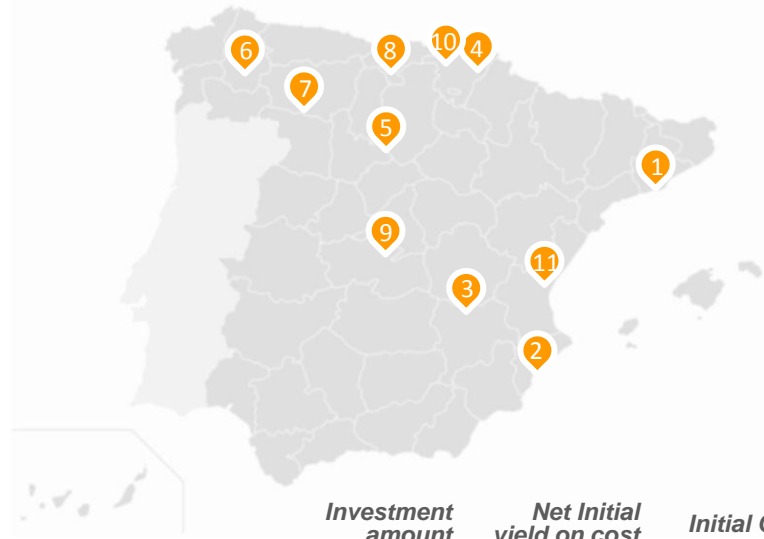 6
8
10
4
7
5
1
9
11
3
2
Investment
amount
Net Initial
yield on cost
Initial